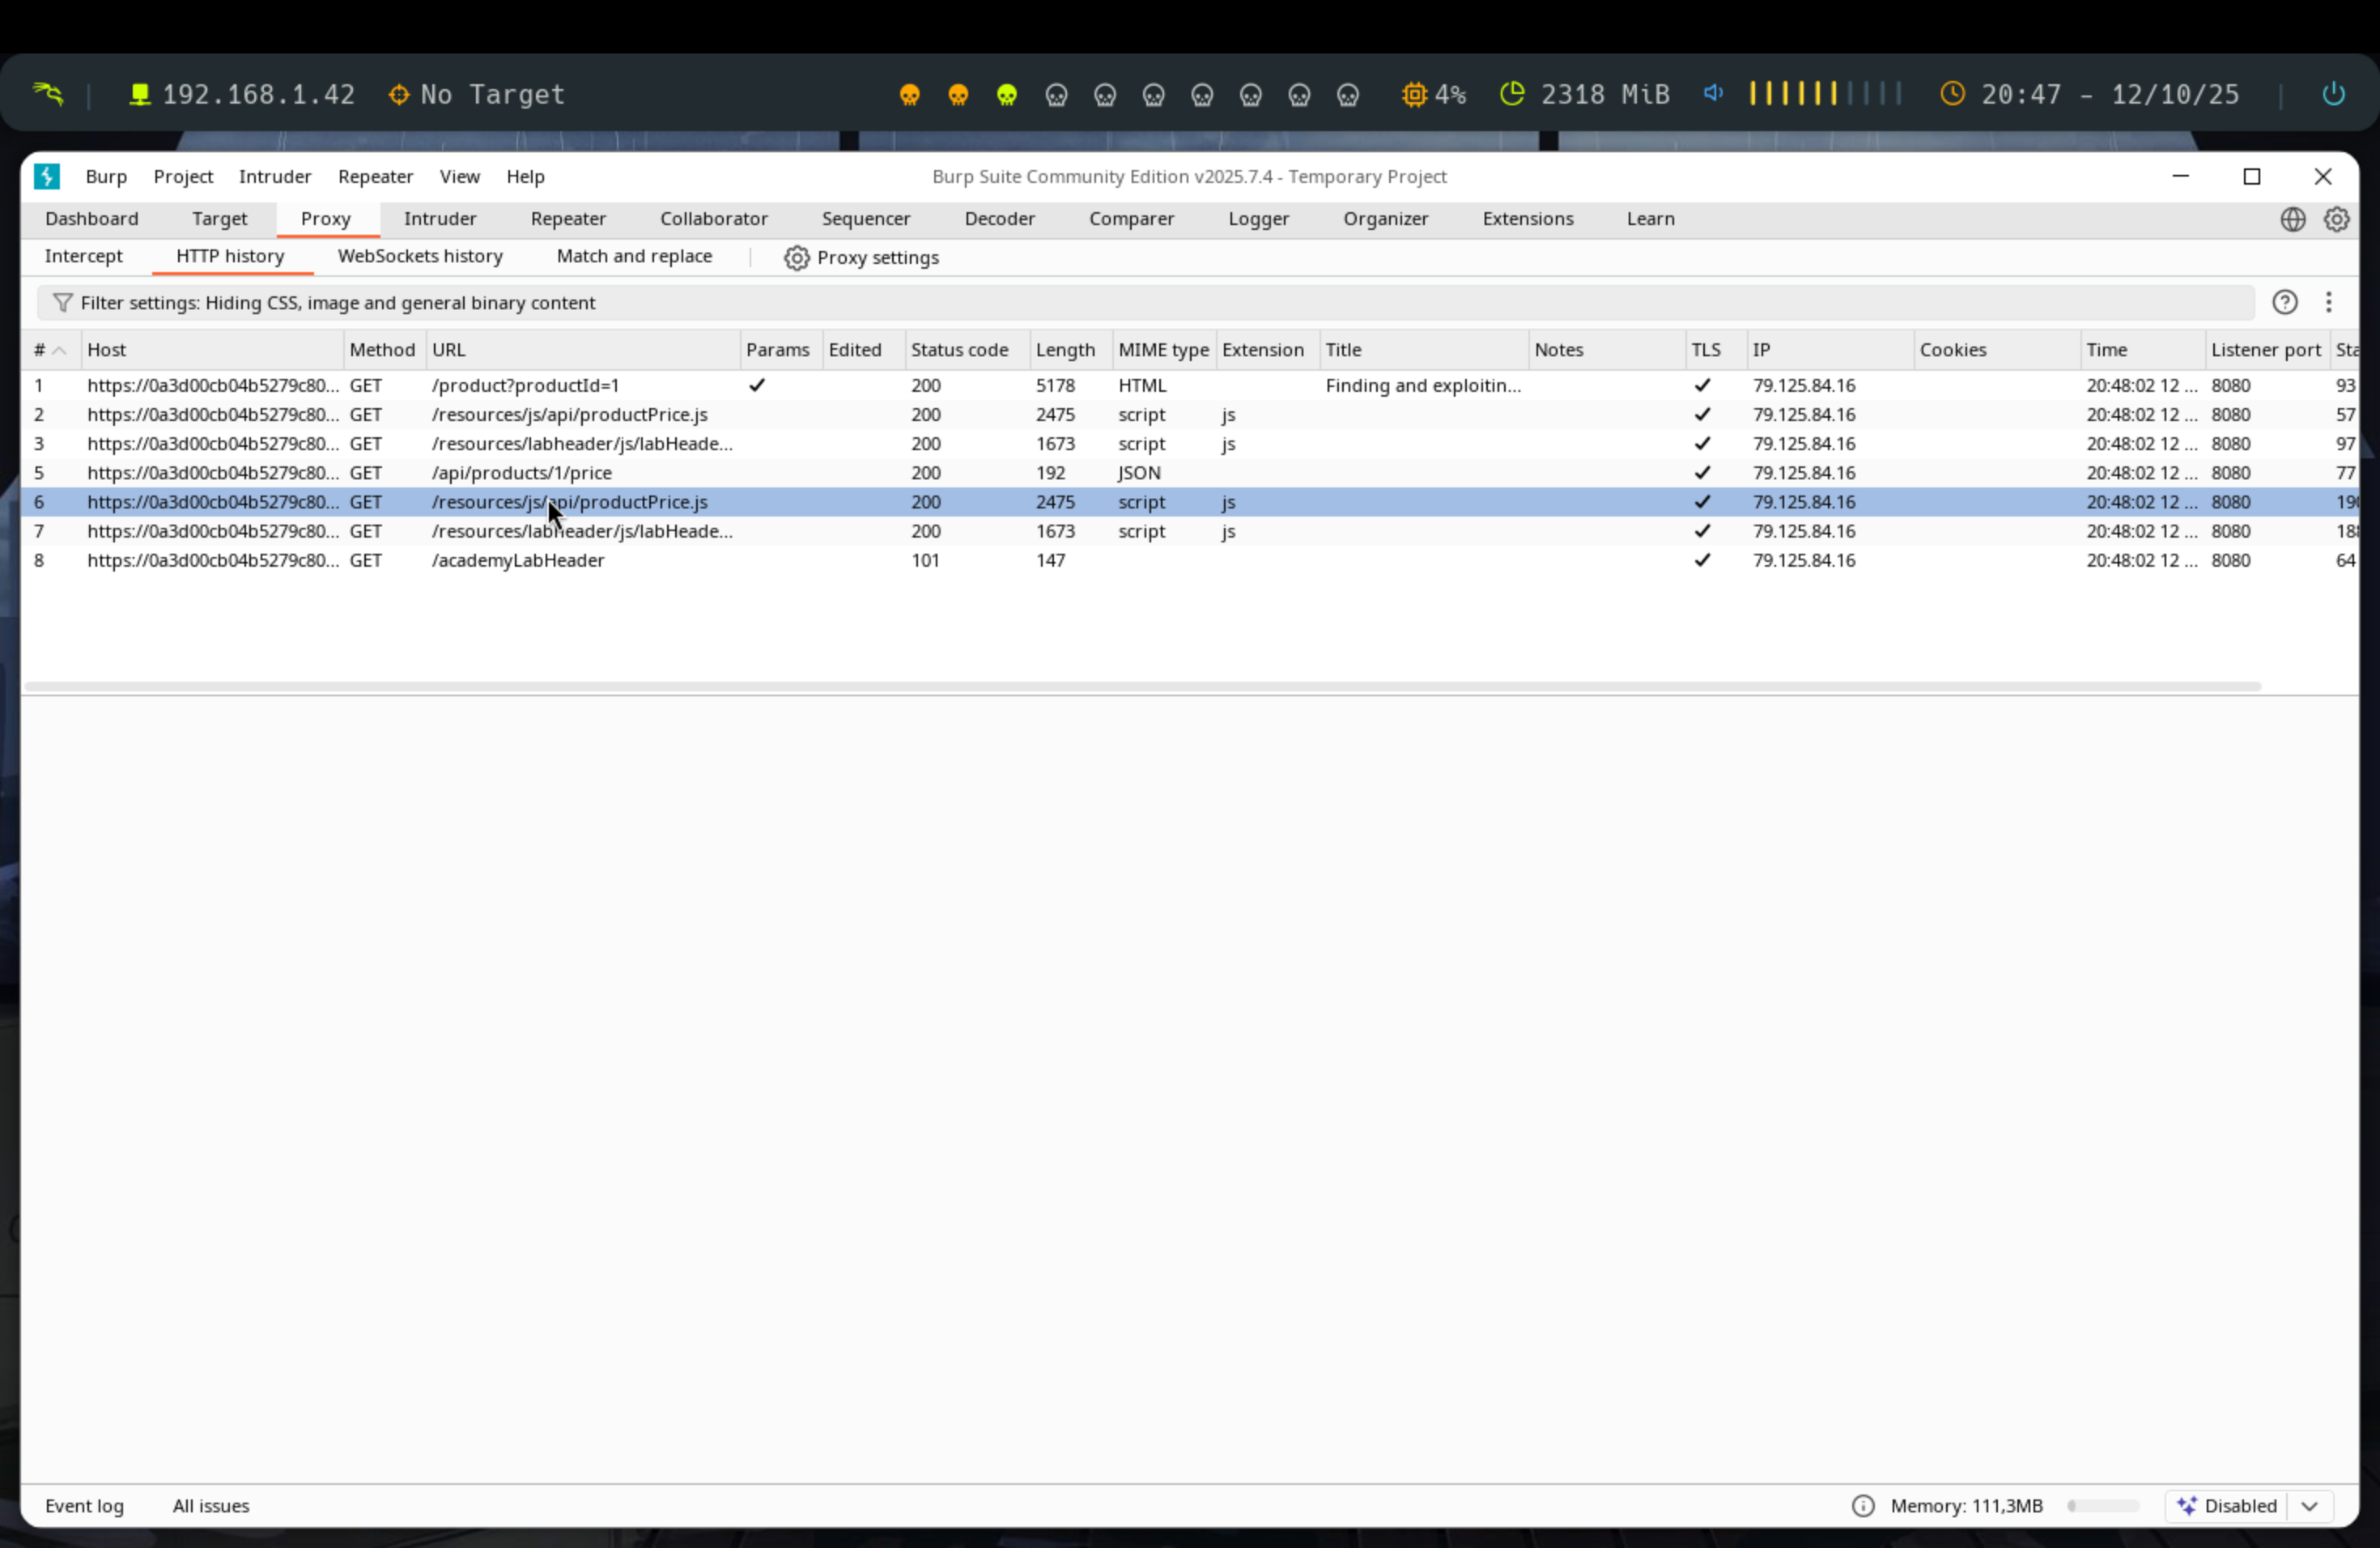 192.168.1.42 No Target 4% 2318 MiB 20:47 - 12/10/25
Burp Project Intruder Repeater View Help Burp Suite Community Edition v2025.7.4 - Temporary Project
Dashboard Target Proxy Intruder Repeater Collaborator Sequencer Decoder Comparer Logger Organizer Extensions Learn
Intercept HTTP history WebSockets history Match and replace Proxy settings
Filter settings: Hiding CSS, image and general binary content
# Host Method URL Params Edited Status code Length MIME type Extension Title Notes TLS IP Cookies Time Listener port Sta
1 https://0a3d00cb04b5279c80... GET /product?productId=1 ✓ 200 5178 HTML Finding and exploitin... ✓ 79.125.84.16 20:48:02 12 ... 8080 93
2 https://0a3d00cb04b5279c80... GET /resources/js/api/productPrice.js 200 2475 script js ✓ 79.125.84.16 20:48:02 12 ... 8080 57
3 https://0a3d00cb04b5279c80... GET /resources/labheader/js/labHeade... 200 1673 script js ✓ 79.125.84.16 20:48:02 12 ... 8080 97
5 https://0a3d00cb04b5279c80... GET /api/products/1/price 200 192 JSON ✓ 79.125.84.16 20:48:02 12 ... 8080 77
6 https://0a3d00cb04b5279c80... GET /resources/js/api/productPrice.js 200 2475 script js ✓ 79.125.84.16 20:48:02 12 ... 8080 190
7 https://0a3d00cb04b5279c80... GET /resources/labheader/js/labHeade... 200 1673 script js ✓ 79.125.84.16 20:48:02 12 ... 8080 188
8 https://0a3d00cb04b5279c80... GET /academyLabHeader 101 147 ✓ 79.125.84.16 20:48:02 12 ... 8080 64
Event log All issues Memory: 111,3MB Disabled